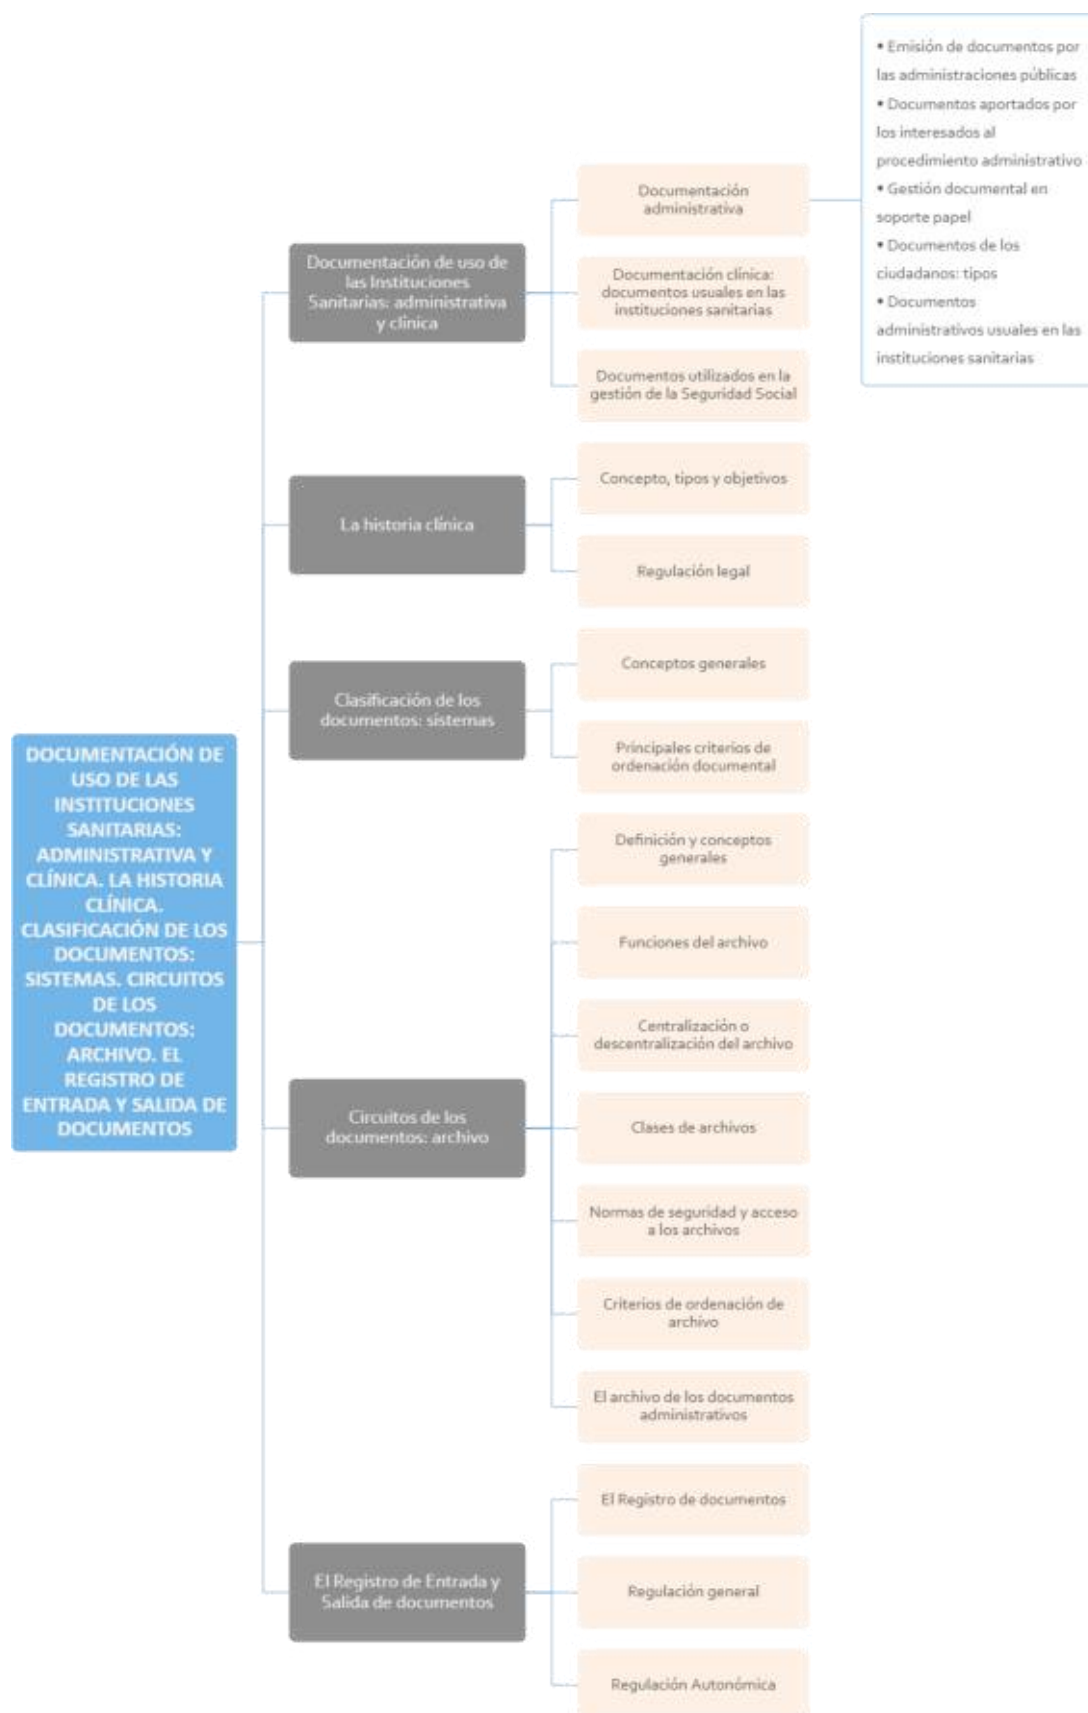 DOCUMENTACIÓN DE
USO DE LAS
INSTITUCIONES
SANITARIAS:
ADMINISTRATIVA Y
CLÍNICA. LA HISTORIA
CLÍNICA.
CLASIFICACIÓN DE LOS
DOCUMENTOS:
SISTEMAS. CIRCUITOS
DE LOS
DOCUMENTOS:
ARCHIVO. EL
REGISTRO DE
ENTRADA Y SALIDA DE
DOCUMENTOS
Documentación de uso de
las Instituciones
Sanitarias: administrativa
y clínica
Documentación
administrativa
• Emisión de documentos por
las administraciones públicas
• Documentos aportados por
los interesados al
procedimiento administrativo
• Gestión documental en
soporte papel
• Documentos de los
ciudadanos: tipos
• Documentos
administrativos usuales en las
instituciones sanitarias
Documentación clínica:
documentos usuales en las
instituciones sanitarias
Documentos utilizados en la
gestión de la Seguridad Social
La historia clínica
Concepto, tipos y objetivos
Regulación legal
Clasificación de los
documentos: sistemas
Conceptos generales
Principales criterios de
ordenación documental
Circuitos de los
documentos: archivo
Definición y conceptos
generales
Funciones del archivo
Centralización o
descentralización del archivo
Clases de archivos
Normas de seguridad y acceso
a los archivos
Criterios de ordenación de
archivo
El archivo de los documentos
administrativos
El Registro de Entrada y
Salida de documentos
El Registro de documentos
Regulación general
Regulación Autonómica